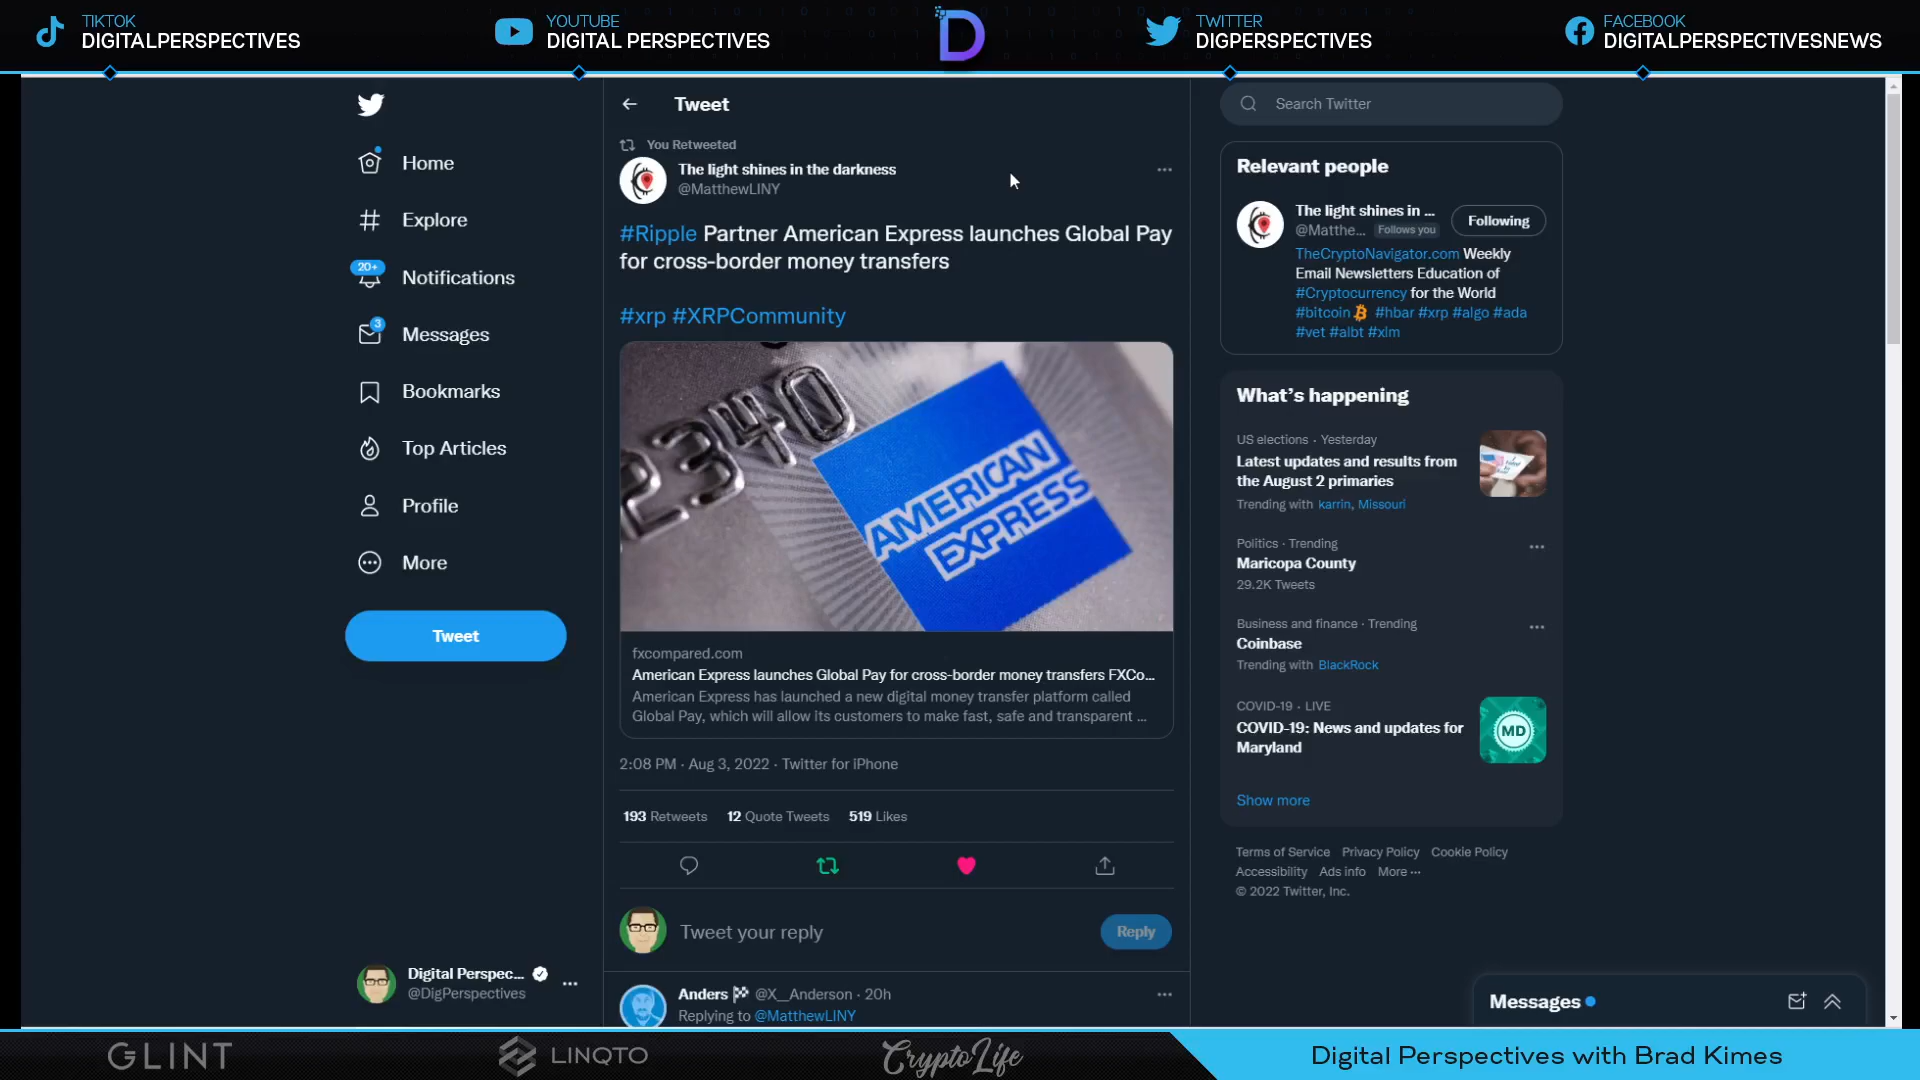 TIKTOK
DIGITALPERSPECTIVES
YOUTUBE
DIGITAL PERSPECTIVES
D
TWITTER
DIGPERSPECTIVES
FACEBOOK
DIGITALPERSPECTIVESNEWS
Home
Explore
20+
Notifications
3
Messages
Bookmarks
Top Articles
Profile
More
Tweet
Digital Perspec...
@DigPerspectives
Tweet
You Retweeted
The light shines in the darkness
@MatthewLINY
#Ripple Partner American Express launches Global Pay
for cross-border money transfers
#xrp #XRPCommunity
2340
AMERICAN
EXPRESS
fxcompared.com
American Express launches Global Pay for cross-border money transfers FXCo...
American Express has launched a new digital money transfer platform called
Global Pay, which will allow its customers to make fast, safe and transparent ...
2:08 PM · Aug 3, 2022 · Twitter for iPhone
193 Retweets 12 Quote Tweets 519 Likes
Tweet your reply
Reply
Anders @X__Anderson · 20h
Replying to @MatthewLINY
Search Twitter
Relevant people
The light shines in ...
@Matthe... Follows you
Following
TheCryptoNavigator.com Weekly
Email Newsletters Education of
#Cryptocurrency for the World
#bitcoin #hbar #xrp #algo #ada
#vet #albt #xlm
What's happening
US elections · Yesterday
Latest updates and results from
the August 2 primaries
Trending with karrin, Missouri
Politics · Trending
Maricopa County
29.2K Tweets
Business and finance · Trending
Coinbase
Trending with BlackRock
COVID-19 · LIVE
COVID-19: News and updates for
Maryland
MD
Show more
Terms of Service Privacy Policy Cookie Policy
Accessibility Ads info More ...
© 2022 Twitter, Inc.
Messages
GLINT
LINQTO
CryptoLife
Digital Perspectives with Brad Kimes